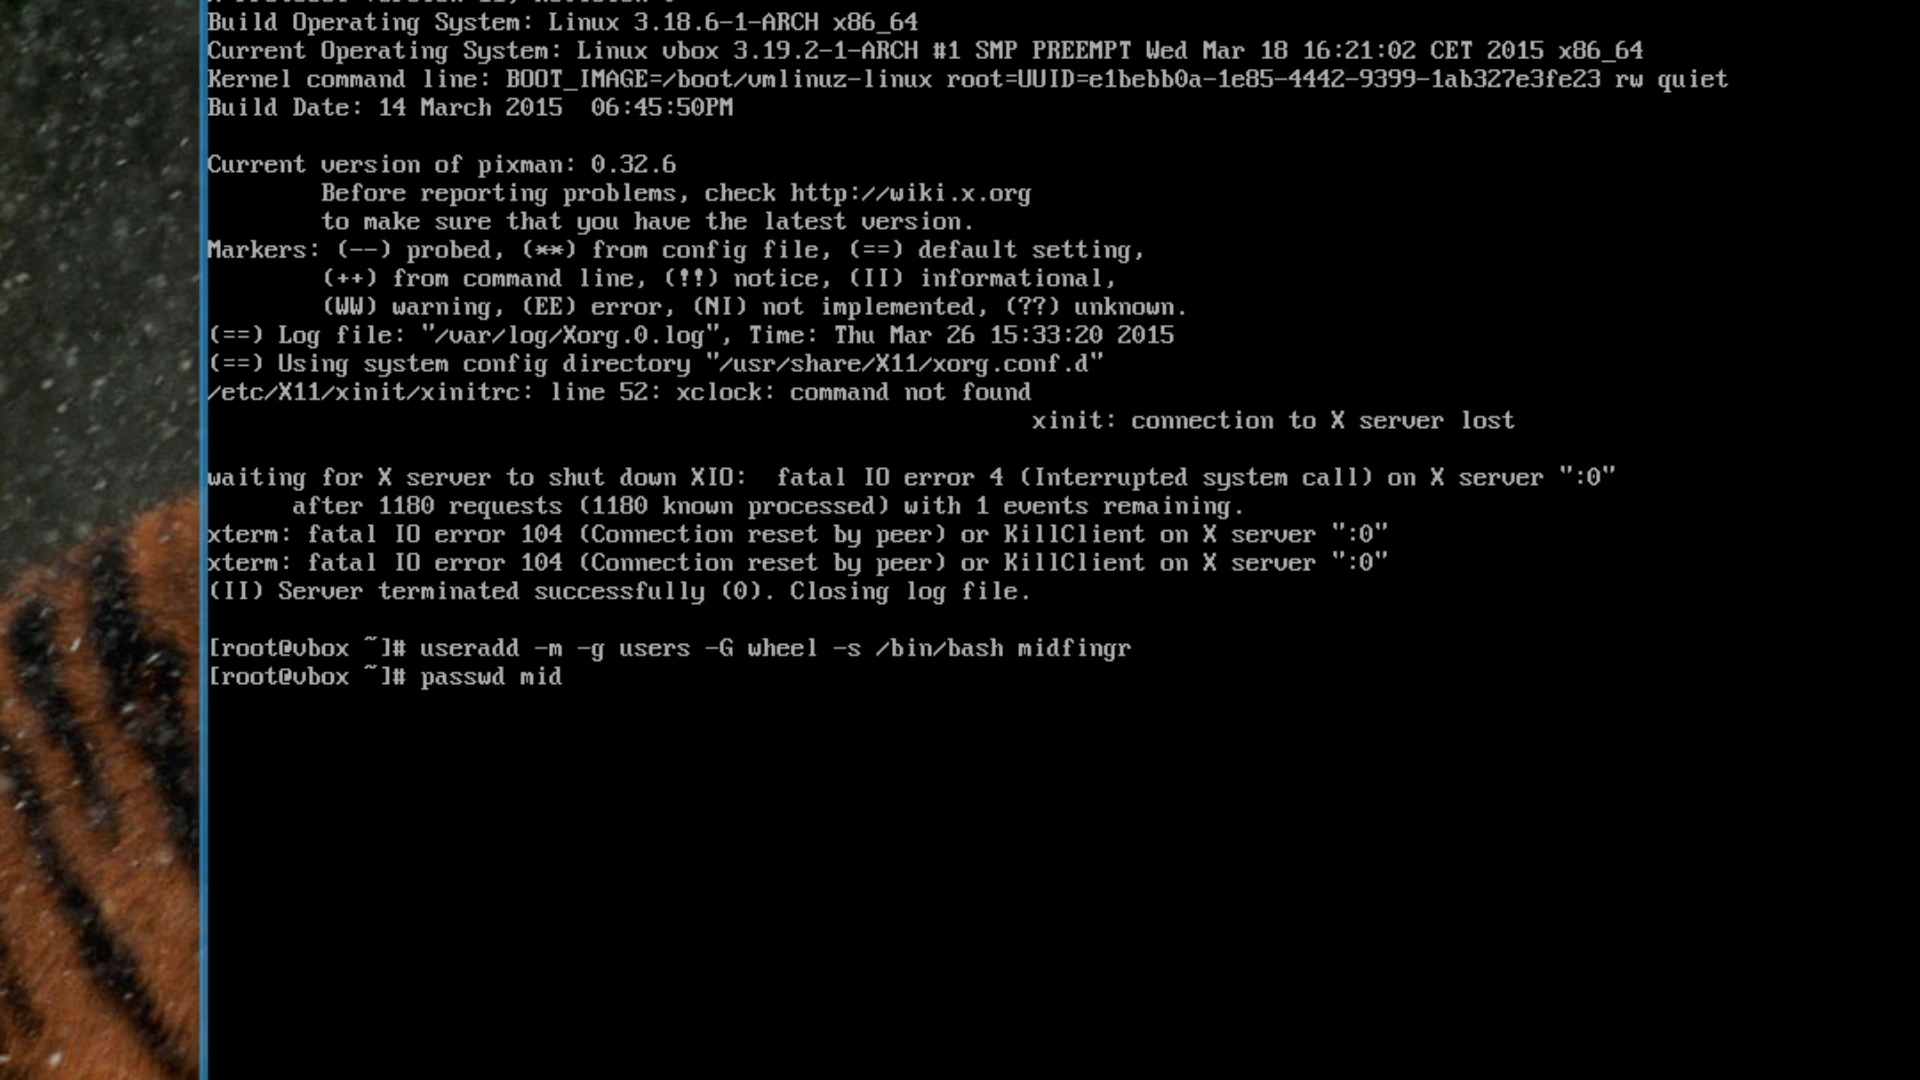 Build Operating System: Linux 3.18.6-1-ARCH x86_64
Current Operating System: Linux vbox 3.19.2-1-ARCH #1 SMP PREEMPT Wed Mar 18 16:21:02 CET 2015 x86_64
Kernel command line: BOOT_IMAGE=/boot/vmlinuz-linux root=UUID=e1bebb0a-1e85-4442-9399-1ab327e3fe23 rw quiet
Build Date: 14 March 2015  06:45:50PM
Current version of pixman: 0.32.6
Before reporting problems, check http://wiki.x.org
to make sure that you have the latest version.
Markers: (--) probed, (**) from config file, (==) default setting,
(++) from command line, (!!) notice, (II) informational,
(WW) warning, (EE) error, (NI) not implemented, (??) unknown.
(==) Log file: "/var/log/Xorg.0.log", Time: Thu Mar 26 15:33:20 2015
(==) Using system config directory "/usr/share/X11/xorg.conf.d"
/etc/X11/xinit/xinitrc: line 52: xclock: command not found
xinit: connection to X server lost
waiting for X server to shut down XIO:  fatal IO error 4 (Interrupted system call) on X server ":0"
after 1180 requests (1180 known processed) with 1 events remaining.
xterm: fatal IO error 104 (Connection reset by peer) or KillClient on X server ":0"
xterm: fatal IO error 104 (Connection reset by peer) or KillClient on X server ":0"
(II) Server terminated successfully (0). Closing log file.
[root@vbox ~]# useradd -m -g users -G wheel -s /bin/bash midfingr
[root@vbox ~]# passwd mid